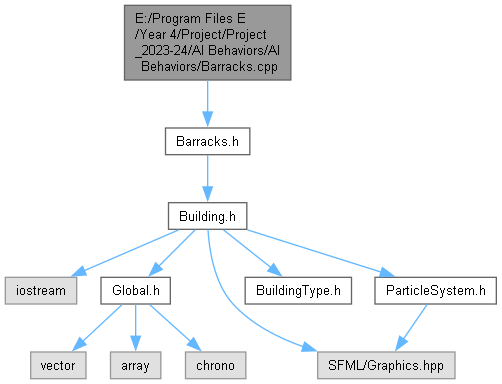 E:/Program Files E
/Year 4/Project/Project
_2023-24/AI Behaviors/AI
Behaviors/Barracks.cpp
Barracks.h
Building.h
iostream
Global.h
BuildingType.h
ParticleSystem.h
vector
array
chrono
SFML/Graphics.hpp